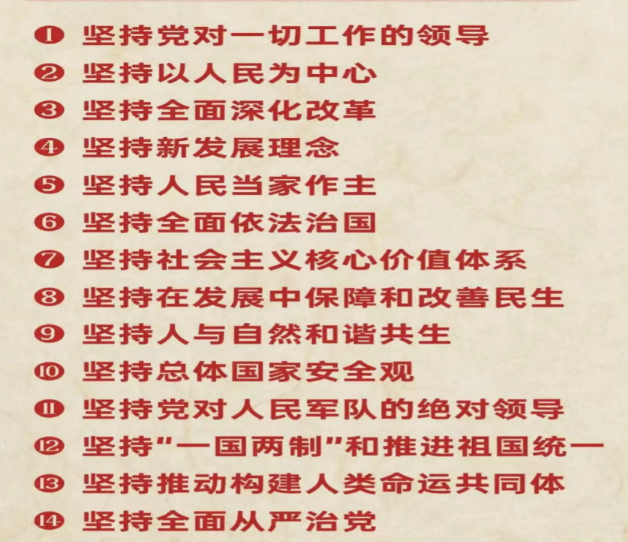 ❶ 坚持党对一切工作的领导
❷ 坚持以人民为中心
❸ 坚持全面深化改革
❹ 坚持新发展理念
❺ 坚持人民当家作主
❻ 坚持全面依法治国
❼ 坚持社会主义核心价值体系
❽ 坚持在发展中保障和改善民生
❾ 坚持人与自然和谐共生
❿ 坚持总体国家安全观
⓫ 坚持党对人民军队的绝对领导
⓬ 坚持“一国两制”和推进祖国统一
⓭ 坚持推动构建人类命运共同体
⓮ 坚持全面从严治党